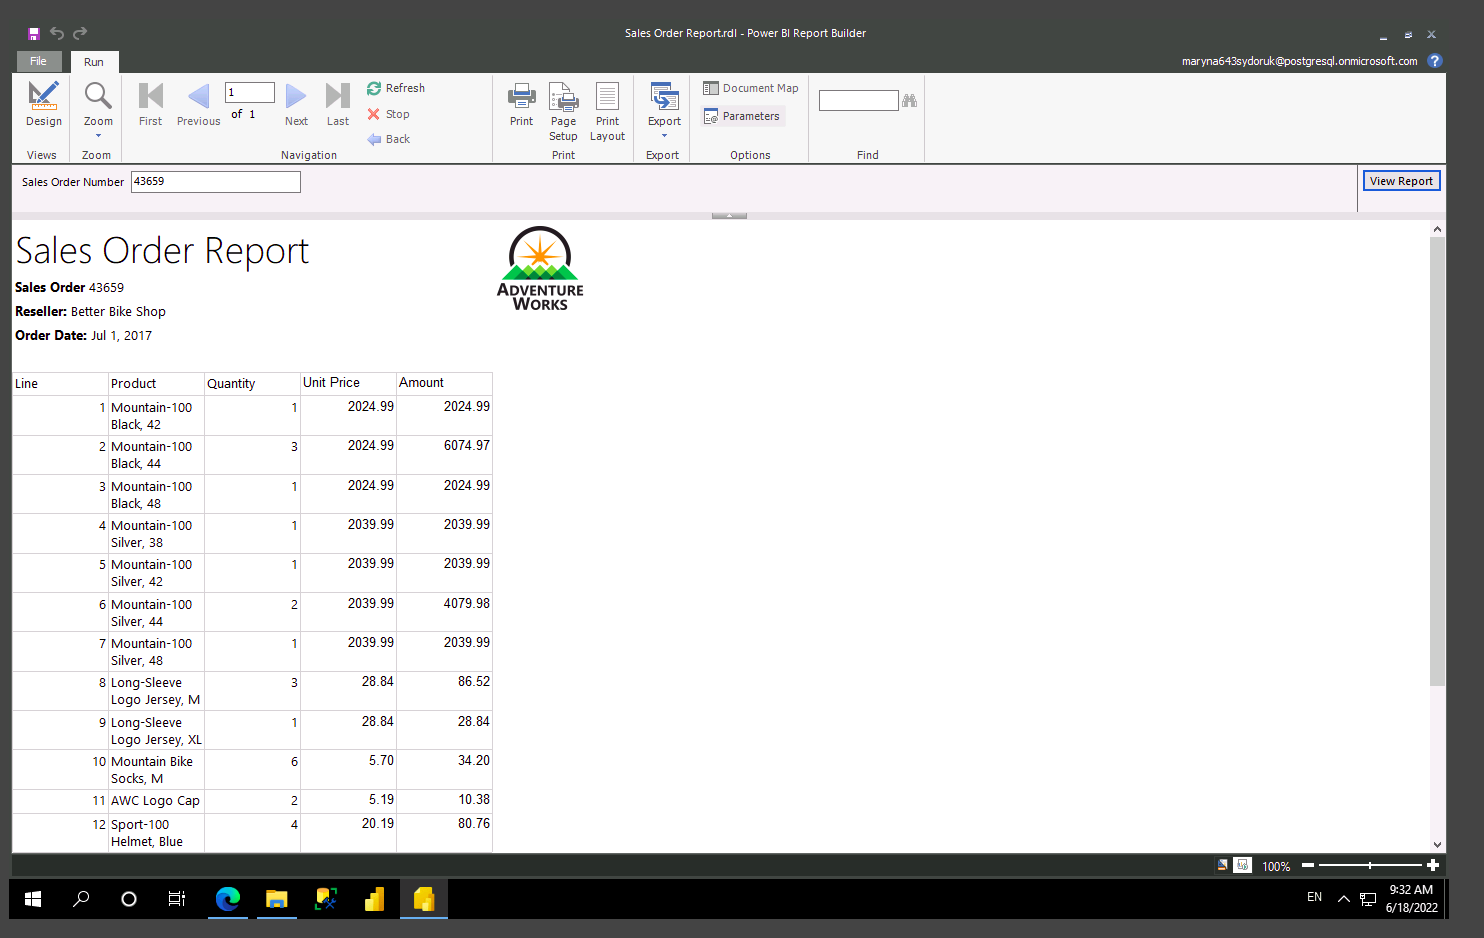 Sales Order Report.rdl - Power BI Report Builder
File
Run
maryna643sydoruk@postgresql.onmicrosoft.com
?
Design
Zoom
First
Previous
1
of 1
Next
Last
Refresh
Stop
Back
Print
Page Setup
Print Layout
Export
Document Map
Parameters
Views
Zoom
Navigation
Print
Export
Options
Find
Sales Order Number 43659
View Report
Sales Order Report
ADVENTURE
WORKS
Sales Order 43659
Reseller: Better Bike Shop
Order Date: Jul 1, 2017
Line Product Quantity Unit Price Amount
1 Mountain-100 1 2024.99 2024.99
Black, 42
2 Mountain-100 3 2024.99 6074.97
Black, 44
3 Mountain-100 1 2024.99 2024.99
Black, 48
4 Mountain-100 1 2039.99 2039.99
Silver, 38
5 Mountain-100 1 2039.99 2039.99
Silver, 42
6 Mountain-100 2 2039.99 4079.98
Silver, 44
7 Mountain-100 1 2039.99 2039.99
Silver, 48
8 Long-Sleeve 3 28.84 86.52
Logo Jersey, M
9 Long-Sleeve 1 28.84 28.84
Logo Jersey, XL
10 Mountain Bike 6 5.70 34.20
Socks, M
11 AWC Logo Cap 2 5.19 10.38
12 Sport-100 4 20.19 80.76
Helmet, Blue
100%
EN
9:32 AM
6/18/2022